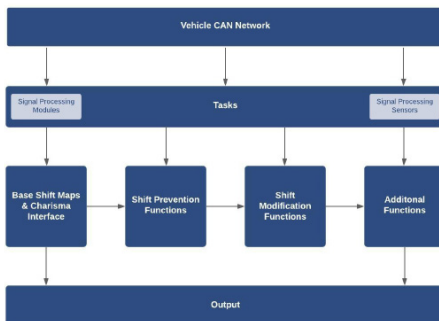 Vehicle CAN Network
Signal Processing
Modules
Tasks
Signal Processing
Sensors
Base Shift Maps
& Charisma
Interface
Shift Prevention
Functions
Shift
Modification
Functions
Additonal
Functions
Output